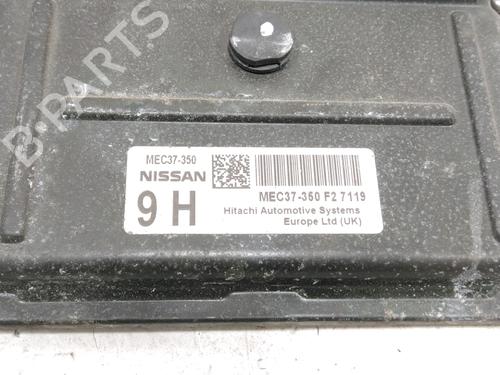 B-PARTS
MEC37-350
NISSAN
9 H
MEC37-350 F2 7119
Hitachi Automotive Systems
Europe Ltd (UK)